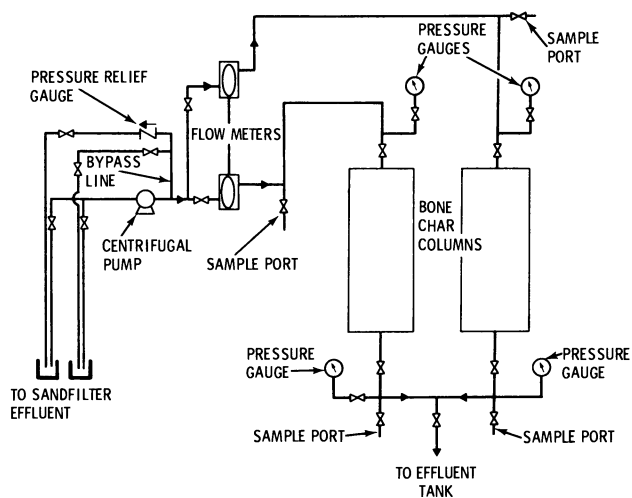 PRESSURE
GAUGES
SAMPLE
PORT
PRESSURE RELIEF
GAUGE
FLOW METERS
BYPASS
LINE
CENTRIFUGAL
PUMP
SAMPLE PORT
BONE
CHAR
COLUMNS
PRESSURE
GAUGE
PRESSURE
GAUGE
TO SANDFILTER
EFFLUENT
SAMPLE PORT
SAMPLE PORT
TO EFFLUENT
TANK